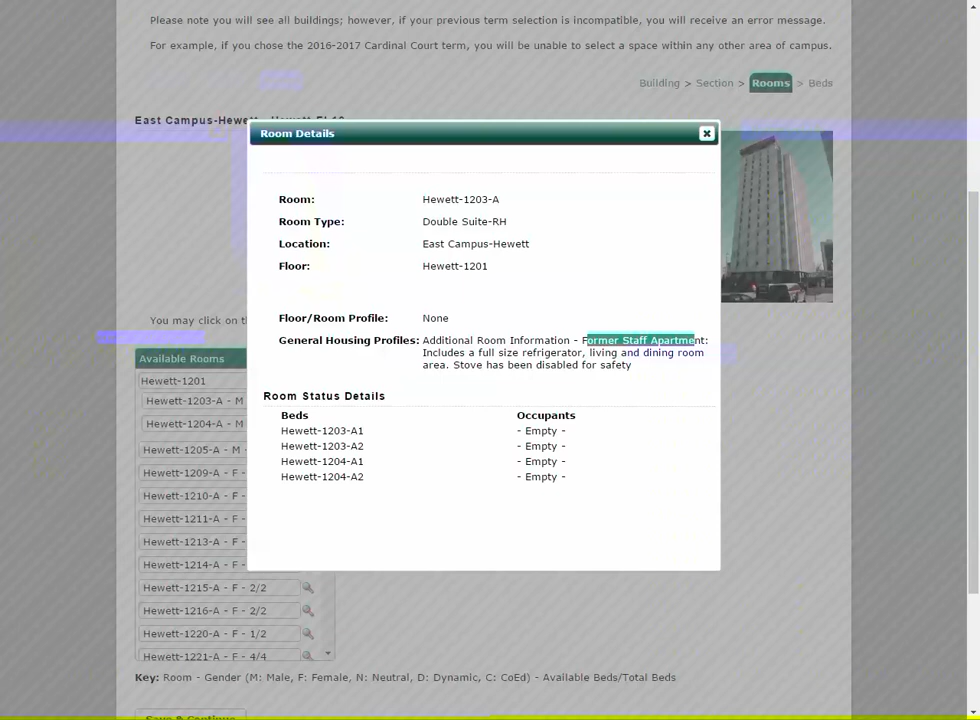 Please note you will see all buildings; however, if your previous term selection is incompatible, you will receive an error message.
For example, if you chose the 2016-2017 Cardinal Court term, you will be unable to select a space within any other area of campus.
Building > Section > Rooms > Beds
East Campus-Hewett
Room Details
Room: Hewett-1203-A
Room Type: Double Suite-RH
Location: East Campus-Hewett
Floor: Hewett-1201
Floor/Room Profile: None
General Housing Profiles: Additional Room Information - Former Staff Apartment:
Includes a full size refrigerator, living and dining room
area. Stove has been disabled for safety
Room Status Details
Beds Occupants
Hewett-1203-A1 - Empty -
Hewett-1203-A2 - Empty -
Hewett-1204-A1 - Empty -
Hewett-1204-A2 - Empty -
You may click on
Available Rooms
Hewett-1201
Hewett-1203-A - M
Hewett-1204-A - M
Hewett-1205-A - M -
Hewett-1209-A - F -
Hewett-1210-A - F -
Hewett-1211-A - F -
Hewett-1213-A - F -
Hewett-1214-A - F -
Hewett-1215-A - F - 2/2
Hewett-1216-A - F - 2/2
Hewett-1220-A - F - 1/2
Hewett-1221-A - F - 4/4
Key: Room - Gender (M: Male, F: Female, N: Neutral, D: Dynamic, C: CoEd) - Available Beds/Total Beds
Save & Continue